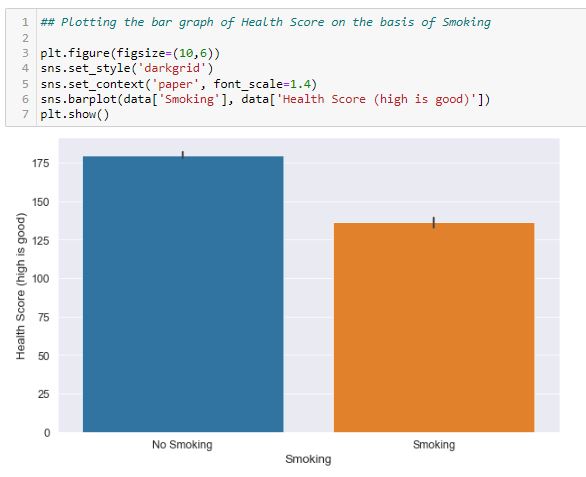 1 ## Plotting the bar graph of Health Score on the basis of Smoking
2
3 plt.figure(figsize=(10,6))
4 sns.set_style('darkgrid')
5 sns.set_context('paper', font_scale=1.4)
6 sns.barplot(data['Smoking'], data['Health Score (high is good)'])
7 plt.show()
175
150
125
100
75
50
25
0
Health Score (high is good)
No Smoking Smoking
Smoking